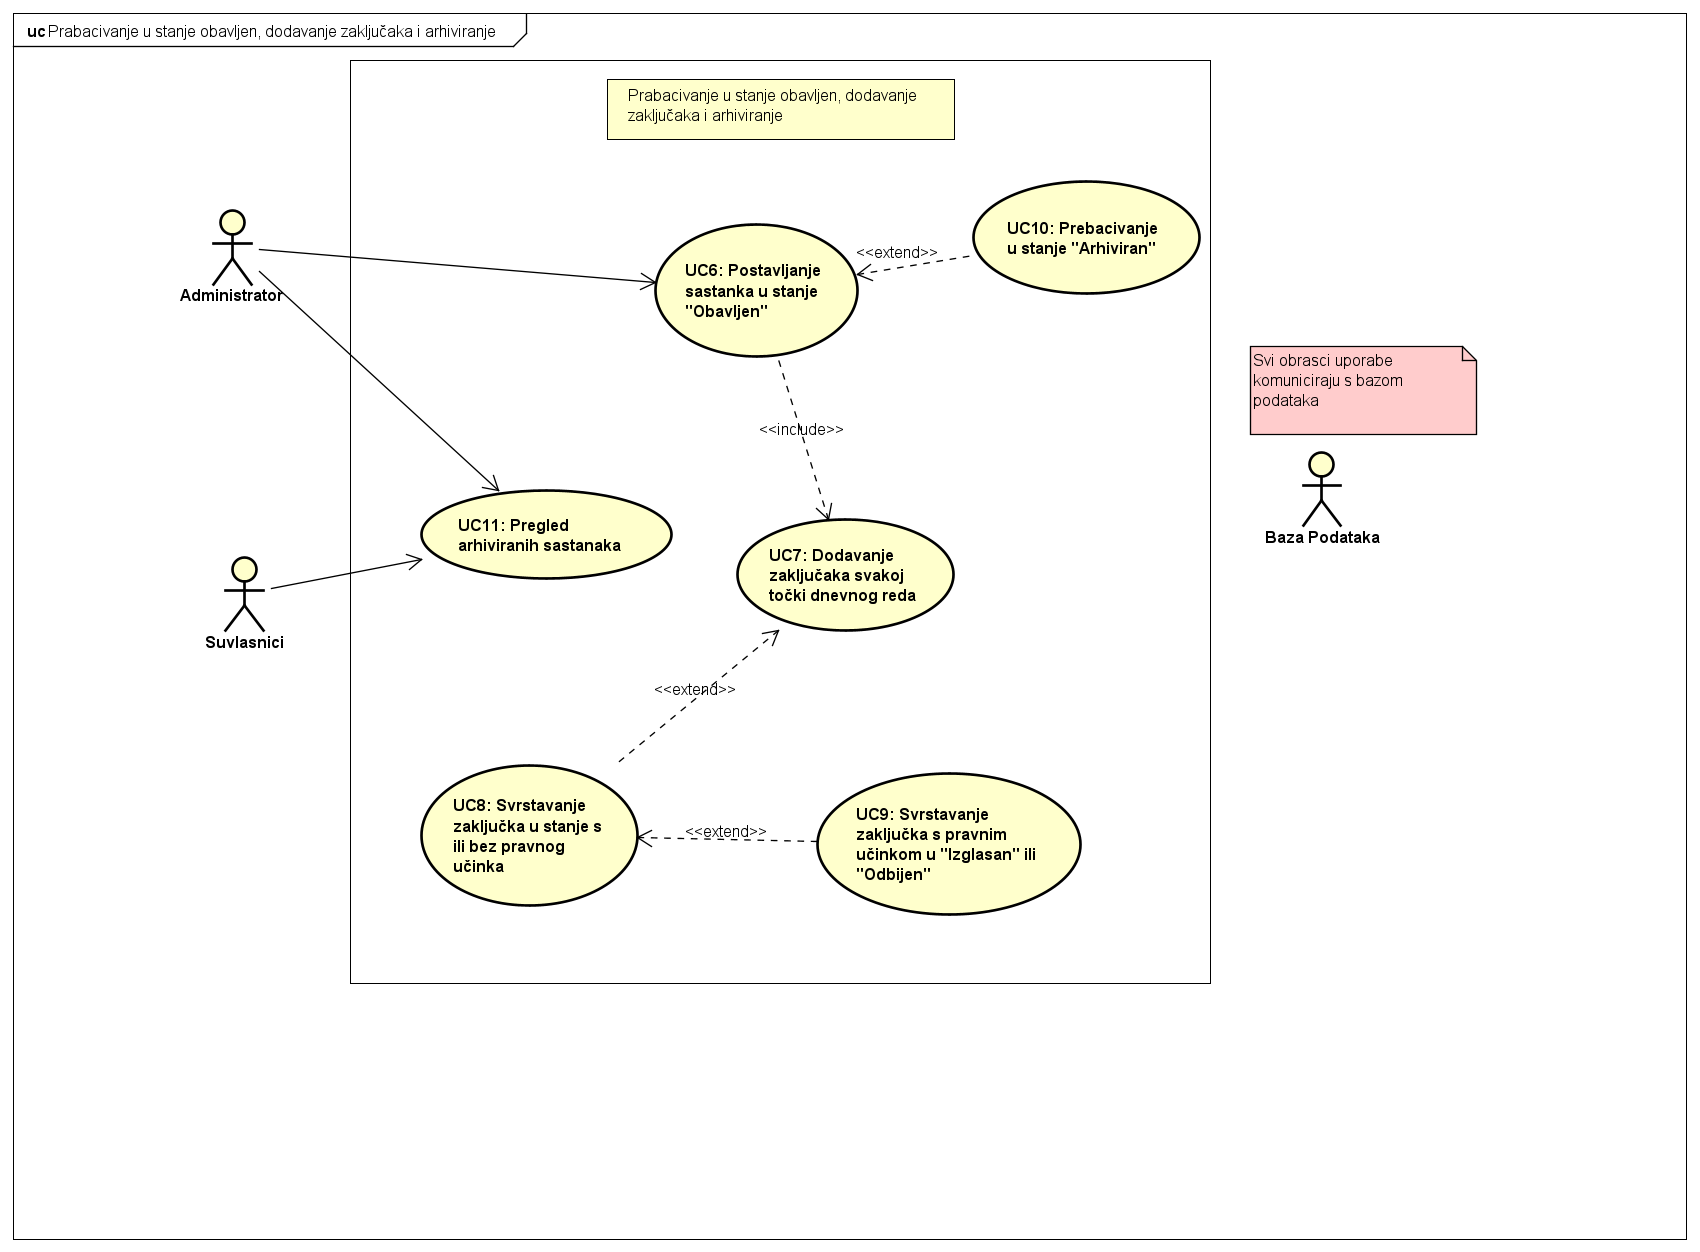 uc Prabacivanje u stanje obavljen, dodavanje zaključaka i arhiviranje
Prabacivanje u stanje obavljen, dodavanje
zaključaka i arhiviranje
Administrator
UC6: Postavljanje
sastanka u stanje
"Obavljen"
<<extend>>
UC10: Prebacivanje
u stanje "Arhiviran"
Svi obrasci uporabe
komuniciraju s bazom
podataka
<<include>>
Baza Podataka
UC11: Pregled
arhiviranih sastanaka
Suvlasnici
UC7: Dodavanje
zaključaka svakoj
točki dnevnog reda
<<extend>>
UC8: Svrstavanje
zaključka u stanje s
ili bez pravnog
učinka
<<extend>>
UC9: Svrstavanje
zaključka s pravnim
učinkom u "Izglasan" ili
"Odbijen"